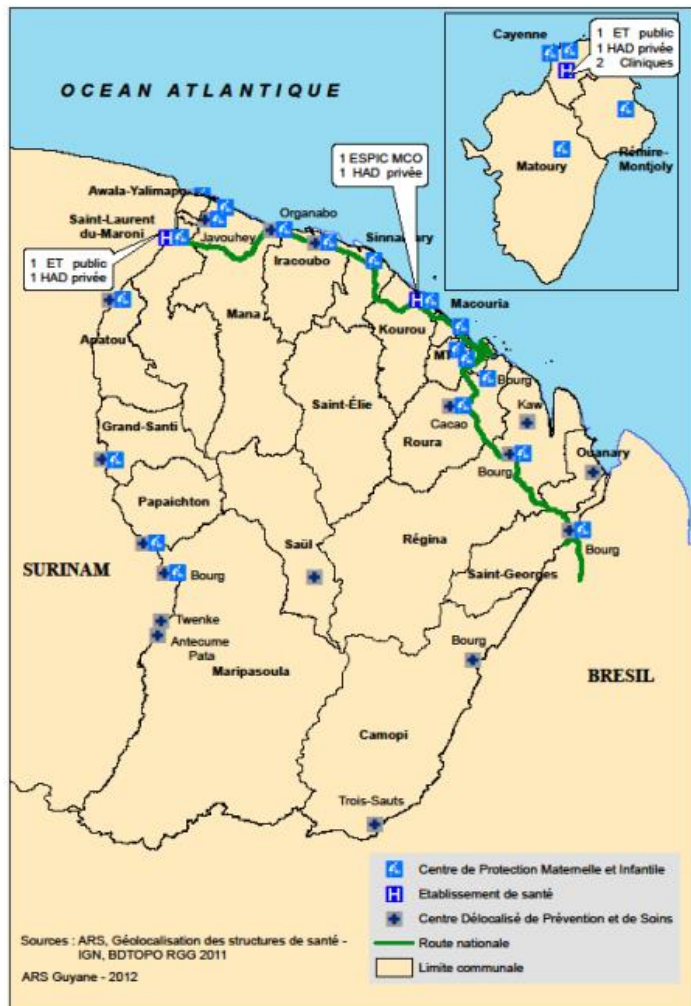 OCEAN ATLANTIQUE
Cayenne
1 ET public
1 HAD privée
2 Cliniques
Rémire-
Montjoly
Matoury
1 ESPIC MCO
1 HAD privée
Awala-Yalimapo
Saint-Laurent
du-Maroni
Javouhey
Organabo
Iracoubo
Sinnamary
1 ET public
1 HAD privée
Macouria
Kourou
Mana
Apatou
MT
Bourg
Saint-Élie
Kaw
Cacao
Roura
Grand-Santi
Ouanary
Bourg
Papaichton
Saül
Régina
Bourg
SURINAM
Bourg
Saint-Georges
Twenke
Antecume
Pata
Bourg
Maripasoula
BRESIL
Camopi
Trois-Sauts
Centre de Protection Maternelle et Infantile
H Etablissement de santé
Centre Délocalisé de Prévention et de Soins
Route nationale
Limite communale
Sources : ARS, Géolocalisation des structures de santé -
IGN, BDTOPO RGG 2011
ARS Guyane - 2012